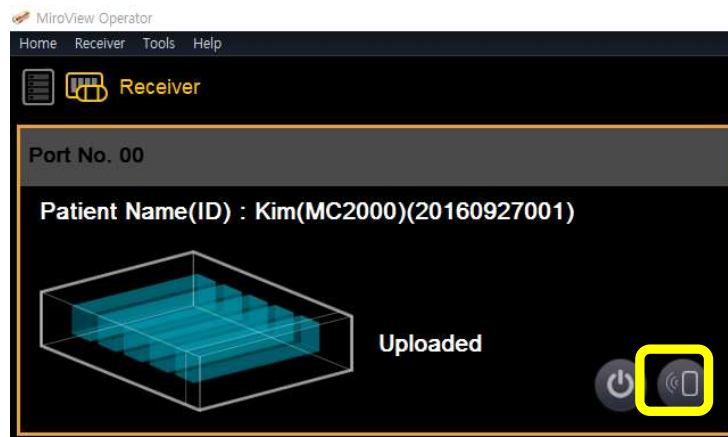 MiroView Operator
Home Receiver Tools Help
Receiver
Port No. 00
Patient Name(ID) : Kim(MC2000)(20160927001)
Uploaded